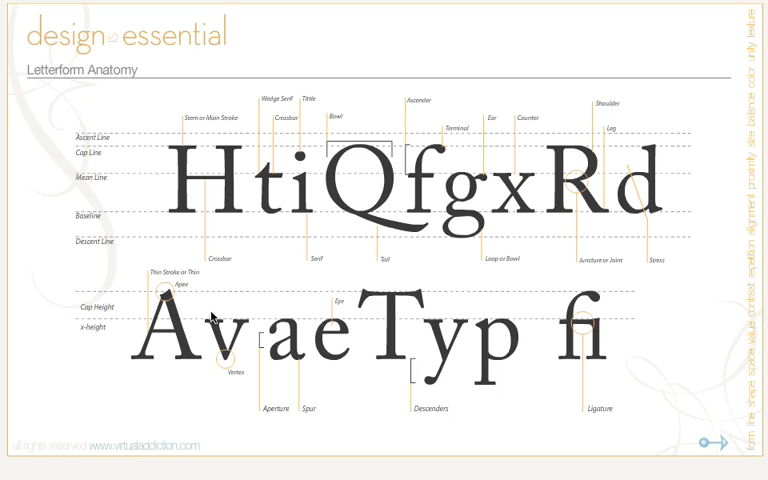 design is essential
Letterform Anatomy
Wedge Serif
Tittle
Ascender
Shoulder
Stem or Main Stroke
Crossbar
Bowl
Terminal
Ear
Counter
Leg
Ascent Line
Cap Line
Mean Line
Baseline
Descent Line
HtiQfgxRd
Crossbar
Serif
Tail
Loop or Bowl
Juncture or Joint
Stress
Thin Stroke or Thin
Apex
Eye
Cap Height
x-height
AvaeTyp fi
Vertex
Aperture
Spur
Descenders
Ligature
all rights reserved www.virtualaddiction.com
form line shape space value contrast repetition alignment proximity size balance color unity texture